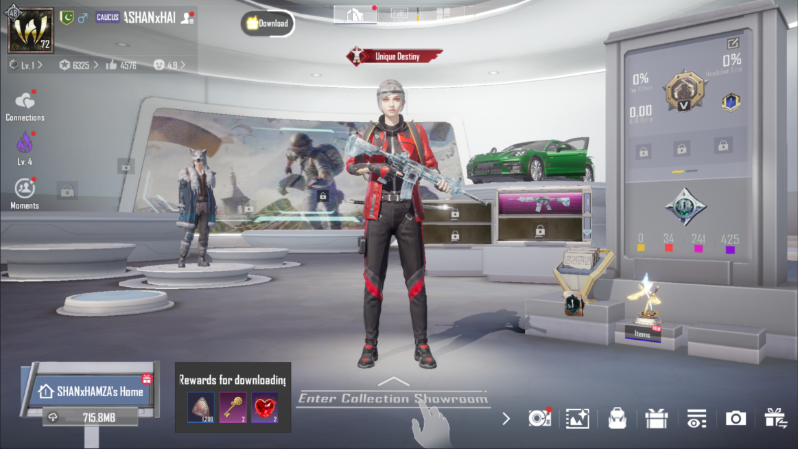 48
72
CAUCUS
ASHANxHAI
Download
Lv.1 >
6325 >
4576
4.9 >
Unique Destiny
Connections
Lv. 4
Moments
0%
0%
0.00
V
0
34
241
425
Items
SHANxHAMZA's Home
715.8MB
Rewards for downloading
1,200
2
2
Enter Collection Showroom